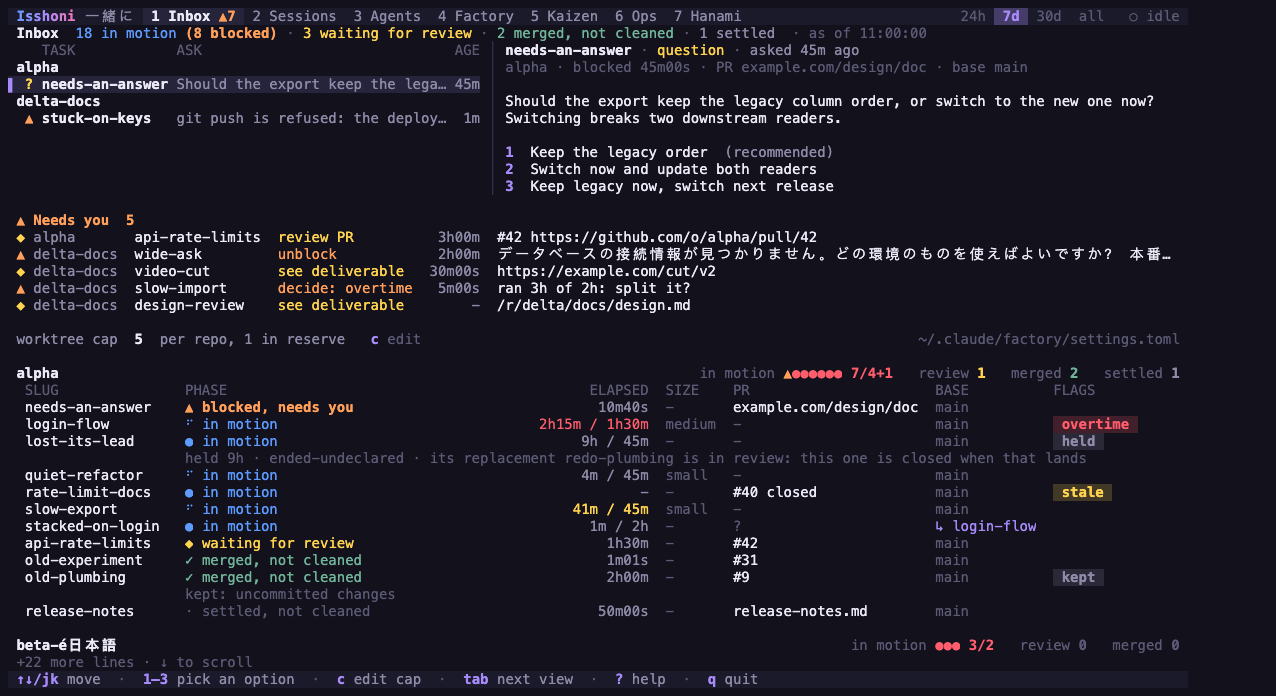 Isshoni 一緒に 1 Inbox ▲7 2 Sessions 3 Agents 4 Factory 5 Kaizen 6 Ops 7 Hanami 24h 7d 30d all ○ idle
Inbox 18 in motion (8 blocked) · 3 waiting for review · 2 merged, not cleaned · 1 settled · as of 11:00:00
TASK ASK AGE
alpha
? needs-an-answer Should the export keep the lega… 45m
delta-docs
▲ stuck-on-keys git push is refused: the deploy… 1m
needs-an-answer · question · asked 45m ago
alpha · blocked 45m00s · PR example.com/design/doc · base main
Should the export keep the legacy column order, or switch to the new one now?
Switching breaks two downstream readers.
1 Keep the legacy order (recommended)
2 Switch now and update both readers
3 Keep legacy now, switch next release
▲ Needs you 5
◆ alpha api-rate-limits review PR 3h00m #42 https://github.com/o/alpha/pull/42
▲ delta-docs wide-ask unblock 2h00m データベースの接続情報が見つかりません。どの環境のものを使えばよいですか? 本番…
◆ delta-docs video-cut see deliverable 30m00s https://example.com/cut/v2
▲ delta-docs slow-import decide: overtime 5m00s ran 3h of 2h: split it?
◆ delta-docs design-review see deliverable — /r/delta/docs/design.md
worktree cap 5 per repo, 1 in reserve c edit ~/.claude/factory/settings.toml
alpha in motion ▲●●●●●● 7/4+1 review 1 merged 2 settled 1
SLUG PHASE ELAPSED SIZE PR BASE FLAGS
needs-an-answer ▲ blocked, needs you 10m40s — example.com/design/doc main
login-flow in motion 2h15m / 1h30m medium — main overtime
lost-its-lead ● in motion 9h / 45m — — main held
held 9h · ended-undeclared · its replacement redo-plumbing is in review: this one is closed when that lands
quiet-refactor in motion 4m / 45m small — main
rate-limit-docs ● in motion — — #40 closed main stale
slow-export in motion 41m / 45m small — main
stacked-on-login ● in motion 1m / 2h — ? ↳ login-flow
api-rate-limits ◆ waiting for review 1h30m — #42 main
old-experiment ✓ merged, not cleaned 1m01s — #31 main
old-plumbing ✓ merged, not cleaned 2h00m — #9 main kept
kept: uncommitted changes
release-notes · settled, not cleaned 50m00s — release-notes.md main
beta-é日本語 in motion ●●● 3/2 review 0 merged 0
+22 more lines · ↓ to scroll
↑↓/jk move · 1–3 pick an option · c edit cap · tab next view · ? help · q quit